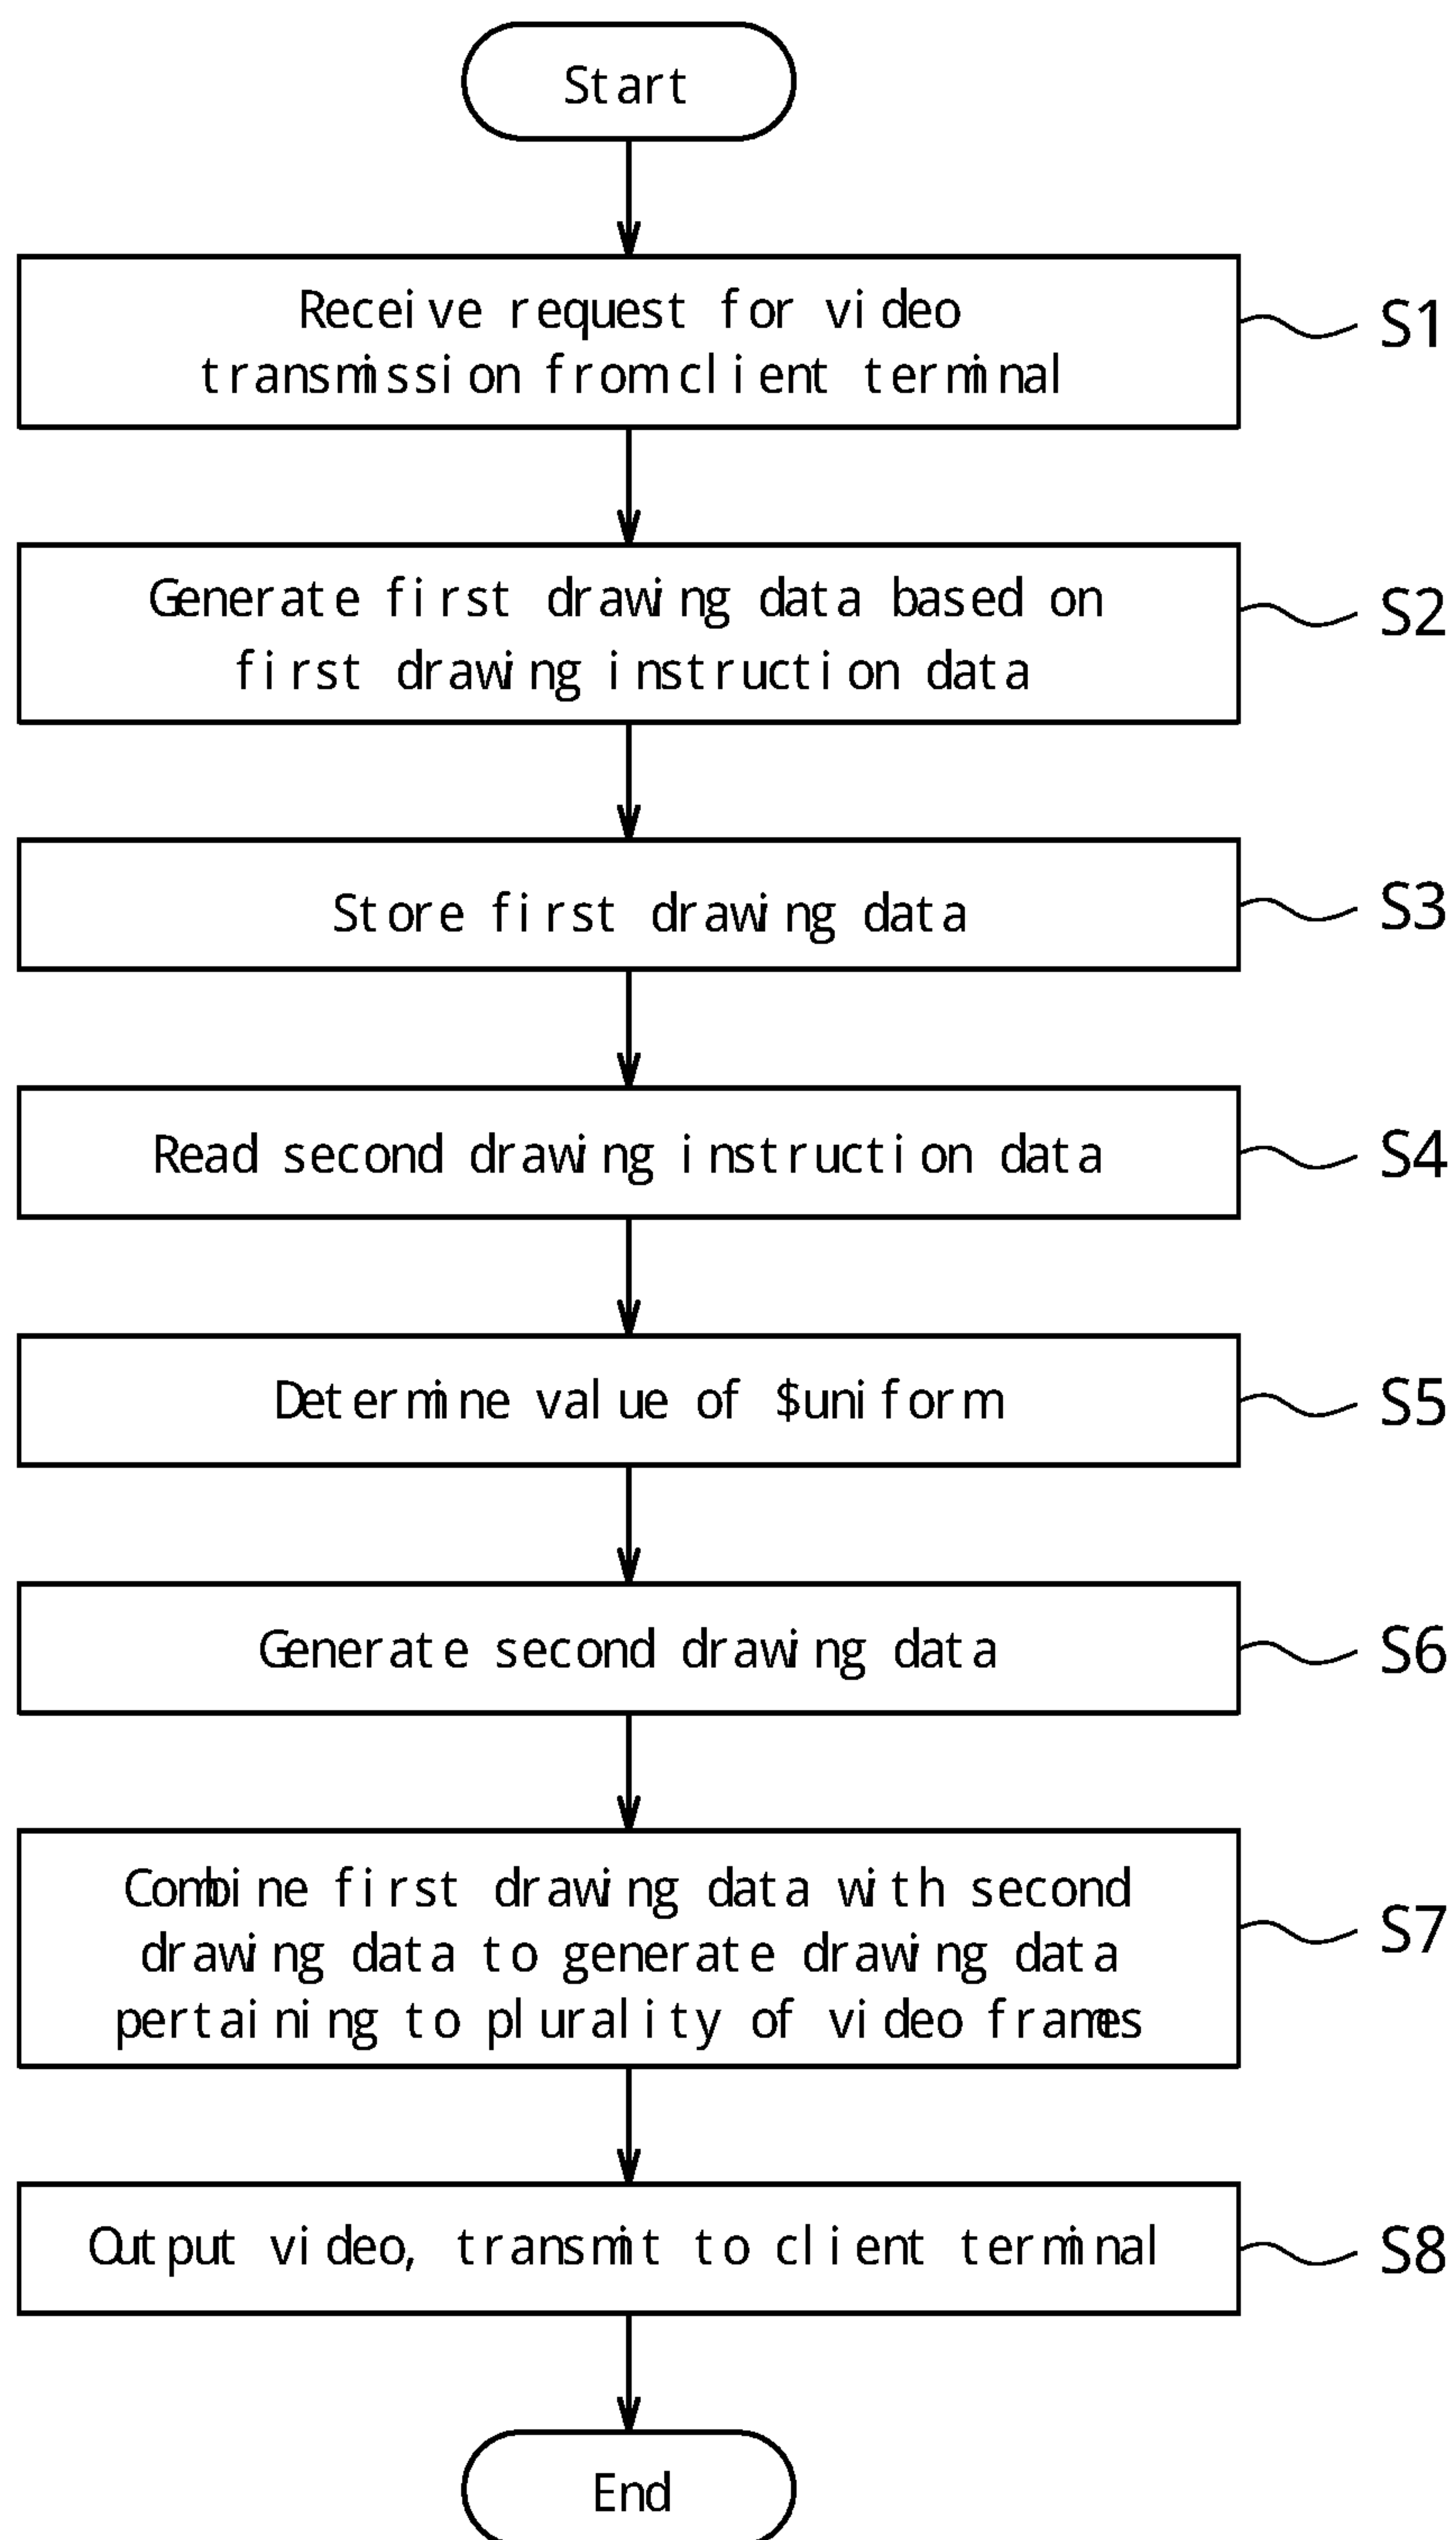 Start
Receive request for video
transmission from client terminal
S1
Generate first drawing data based on
first drawing instruction data
S2
Store first drawing data
S3
Read second drawing instruction data
S4
Determine value of $uniform
S5
Generate second drawing data
S6
Combine first drawing data with second
drawing data to generate drawing data
pertaining to plurality of video frames
S7
Output video, transmit to client terminal
S8
End